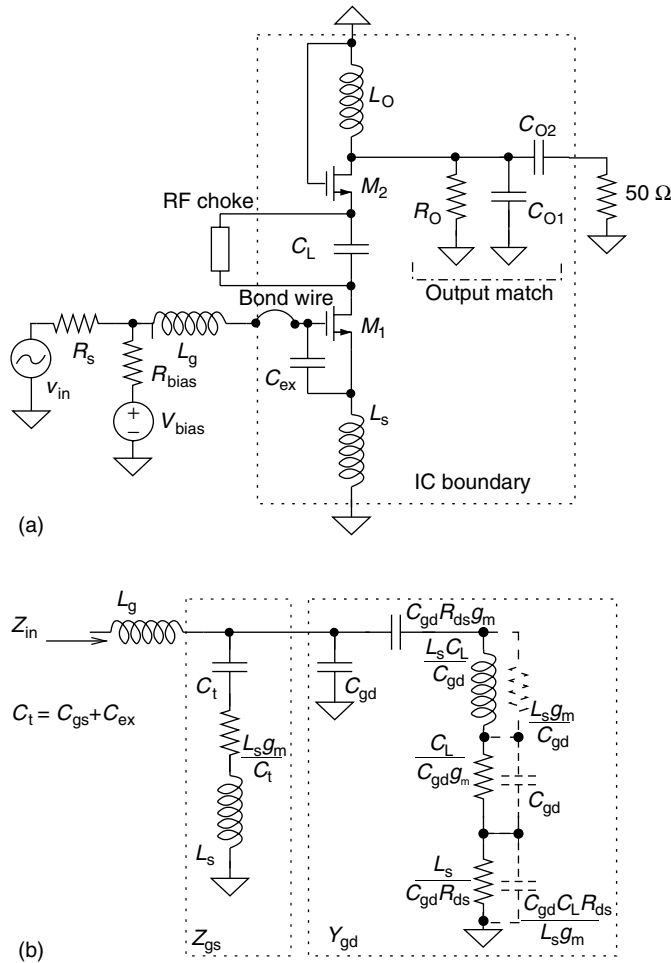 L_O
C_O2
M_2
R_O
C_O1
50 Ω
RF choke
C_L
Output match
Bond wire
M_1
R_s
L_g
C_ex
v_in
R_bias
V_bias
L_s
IC boundary
(a)
L_g
Z_in
C_gd R_ds g_m
L_s C_L / C_gd
C_t
C_gd
L_s g_m / C_gd
C_t = C_gs + C_ex
L_s g_m / C_t
C_L / C_gd g_m
C_gd
L_s
L_s / C_gd R_ds
C_gd C_L R_ds / L_s g_m
(b)
Z_gs
Y_gd